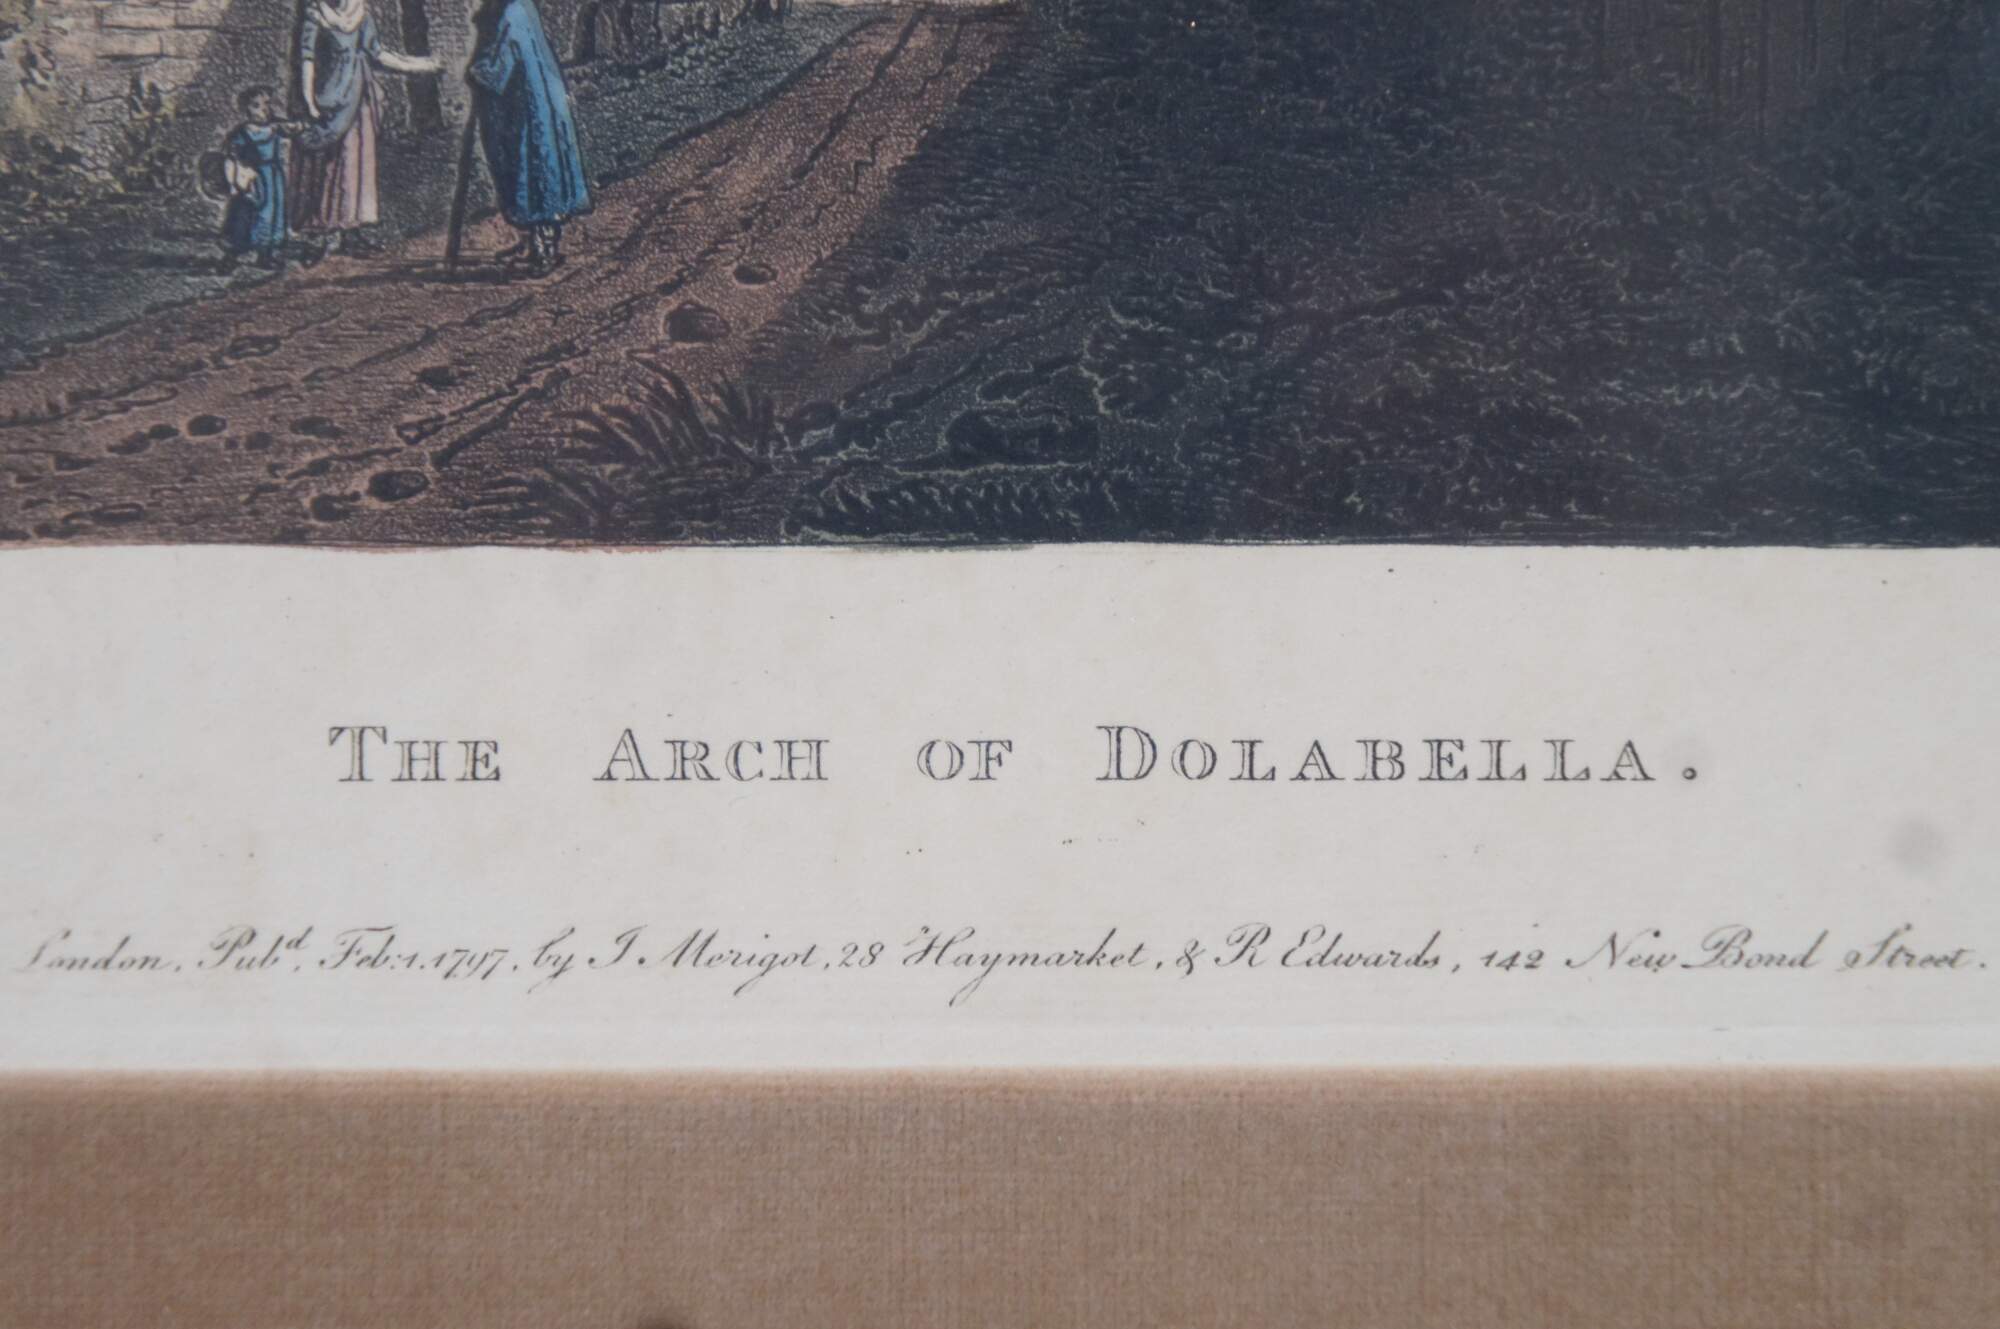 THE ARCH OF DOLABELLA.
London, Pubd. Feb:1.1797, by J. Merigot, 28 Haymarket, & R Edwards, 142 New Bond Street.